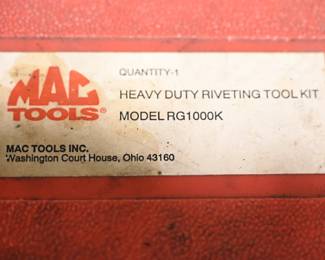 MAC
TOOLS®
QUANTITY-1
HEAVY DUTY RIVETING TOOL KIT
MODEL RG1000K
MAC TOOLS INC.
Washington Court House, Ohio 43160